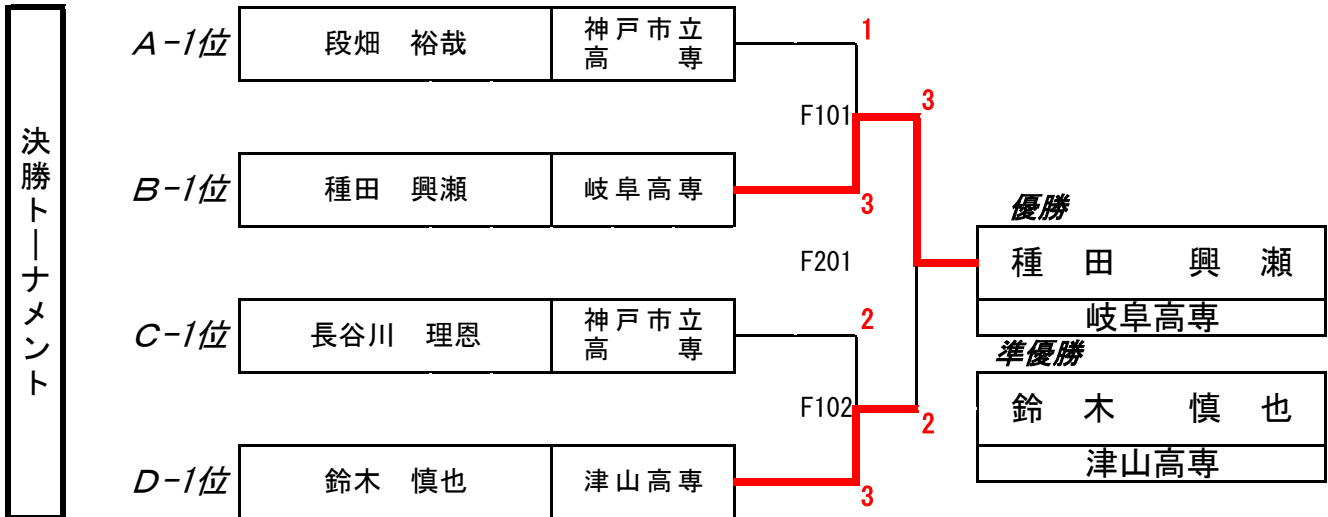 決勝トーナメント
A-1位 段畑 裕哉 神戸市立
高専
1
F101
3
B-1位 種田 興瀬 岐阜高専
3
優勝
F201
種田 興瀬
岐阜高専
C-1位 長谷川 理恩 神戸市立
高専
2
準優勝
F102
2
鈴木 慎也
津山高専
D-1位 鈴木 慎也 津山高専
3